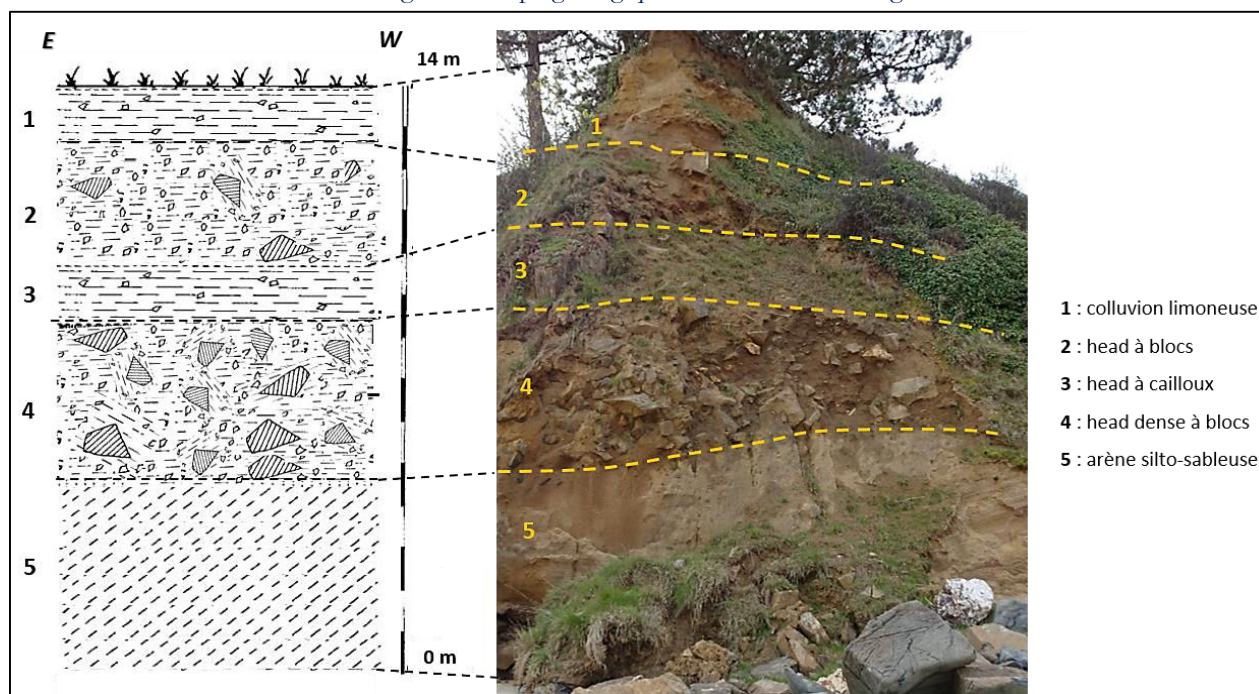 E
W
14 m
1
2
3
4
5
0 m
1
2
3
4
5
1 : colluvion limoneuse
2 : head à blocs
3 : head à cailloux
4 : head dense à blocs
5 : arène silto-sableuse